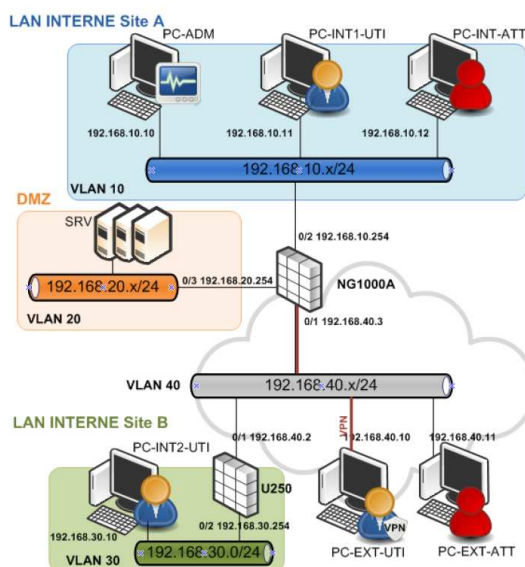 LAN INTERNE Site A
PC-ADM
PC-INT1-UTI
PC-INT-ATT
192.168.10.10
192.168.10.11
192.168.10.12
192.168.10.x/24
VLAN 10
DMZ
SRV
0/2 192.168.10.254
0/3 192.168.20.254
NG1000A
192.168.20.x/24
VLAN 20
0/1 192.168.40.3
VLAN 40
192.168.40.x/24
LAN INTERNE Site B
VPN
PC-INT2-UTI
0/1 192.168.40.2
192.168.40.10
192.168.40.11
U250
192.168.30.10
0/2 192.168.30.254
VPN
PC-EXT-UTI
PC-EXT-ATT
VLAN 30
192.168.30.0/24